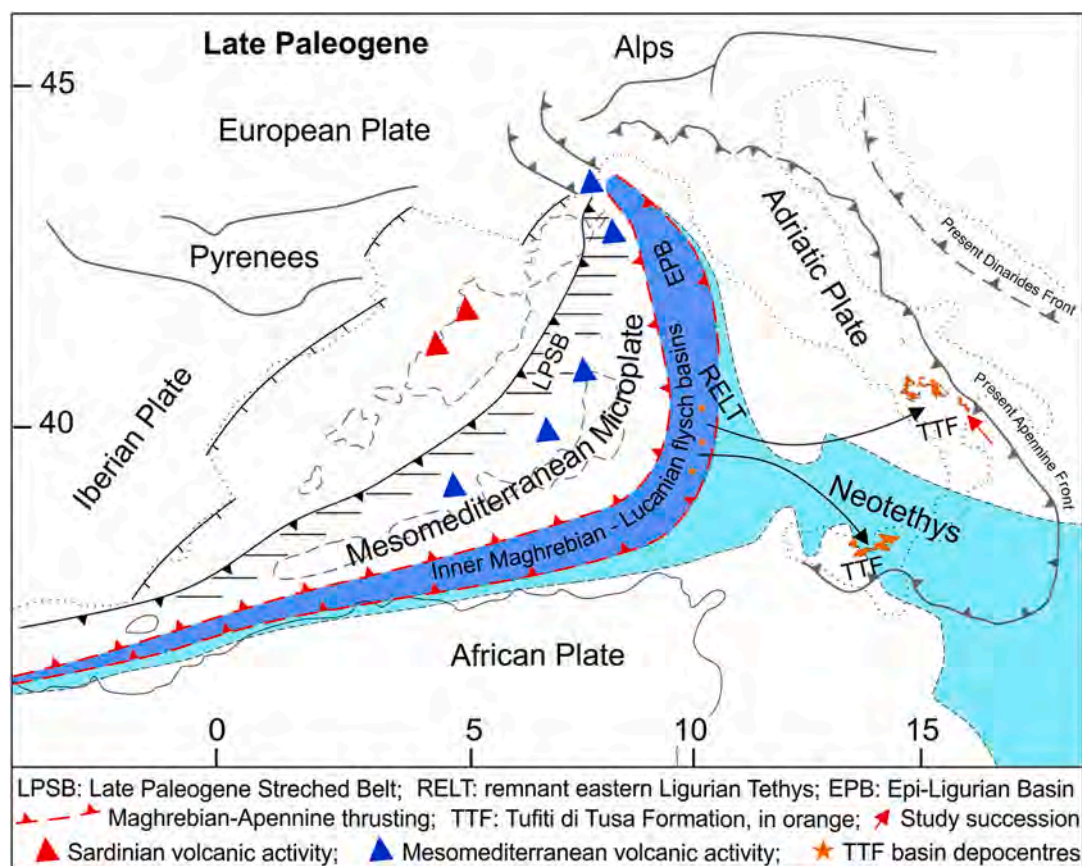 Late Paleogene
Alps
45
European Plate
Pyrenees
EPB
Adriatic Plate
Present Dinarides Front
LPSB
Iberian Plate
Mesomediterranean Microplate
RELT
40
TTF
Present Apennine Front
Neotethys
Inner Maghrebian - Lucanian flysch basins
TTF
African Plate
0 5 10 15
LPSB: Late Paleogene Streched Belt; RELT: remnant eastern Ligurian Tethys; EPB: Epi-Ligurian Basin
Maghrebian-Apennine thrusting; TTF: Tufiti di Tusa Formation, in orange; Study succession
Sardinian volcanic activity; Mesomediterranean volcanic activity; TTF basin depocentres